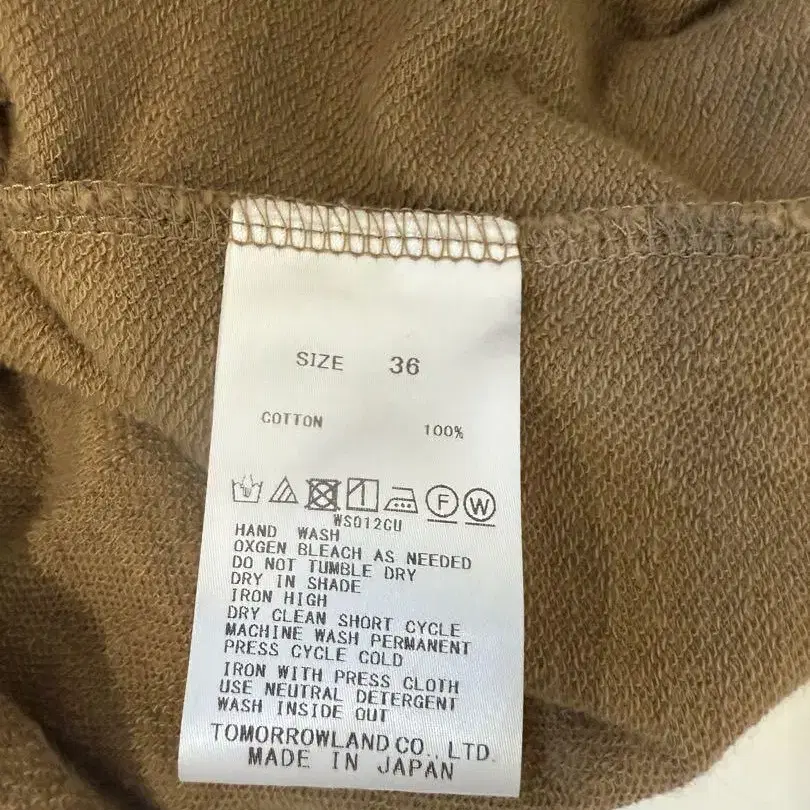 SIZE 36
COTTON 100%
F W
WS012CU
HAND WASH
OXGEN BLEACH AS NEEDED
DO NOT TUMBLE DRY
DRY IN SHADE
IRON HIGH
DRY CLEAN SHORT CYCLE
MACHINE WASH PERMANENT
PRESS CYCLE COLD
IRON WITH PRESS CLOTH
USE NEUTRAL DETERGENT
WASH INSIDE OUT
TOMORROWLAND CO., LTD.
MADE IN JAPAN